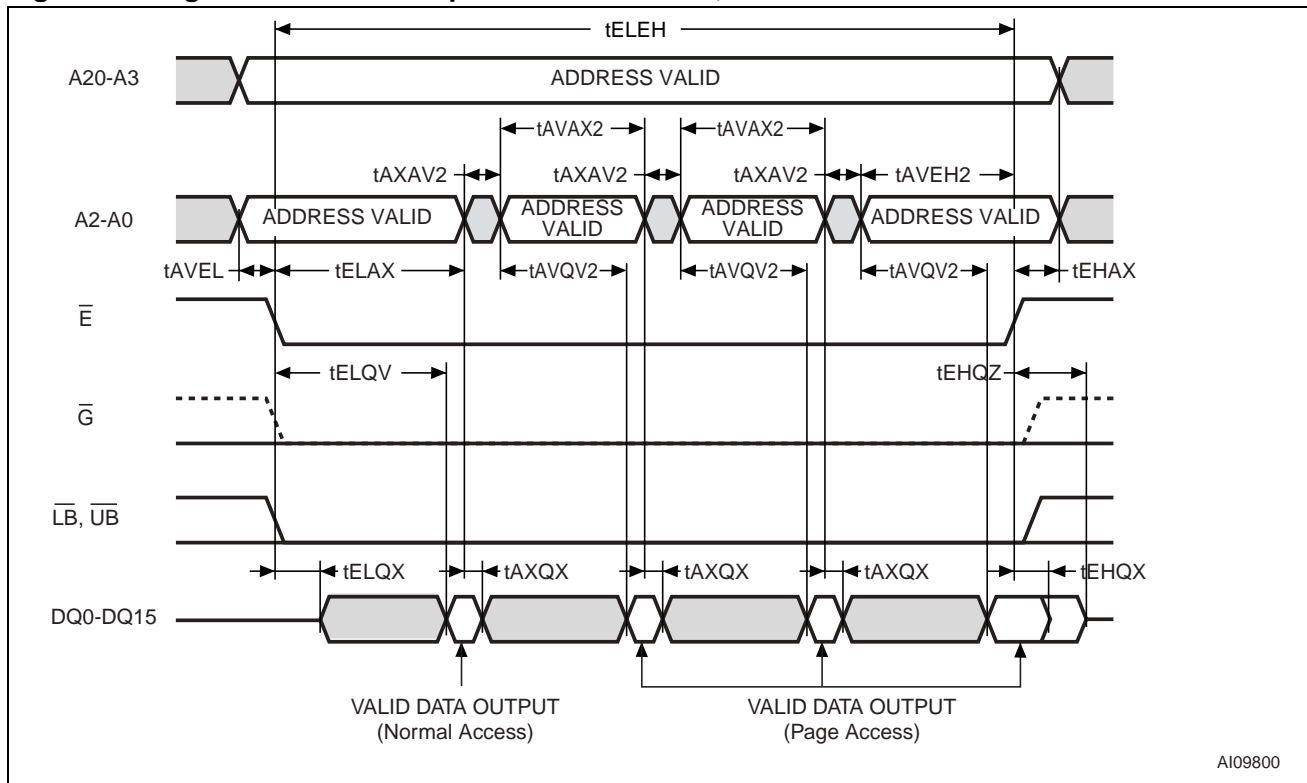 tELEH
A20-A3
ADDRESS VALID
tAVAX2
tAVAX2
tAXAV2
tAXAV2
tAXAV2
tAVEH2
A2-A0
ADDRESS VALID
ADDRESS
VALID
ADDRESS
VALID
ADDRESS VALID
tAVEL
tELAX
tAVQV2
tAVQV2
tAVQV2
tEHAX
E
tELQV
tEHQZ
G
LB, UB
tELQX
tAXQX
tAXQX
tAXQX
tEHQX
DQ0-DQ15
VALID DATA OUTPUT
(Normal Access)
VALID DATA OUTPUT
(Page Access)
AI09800